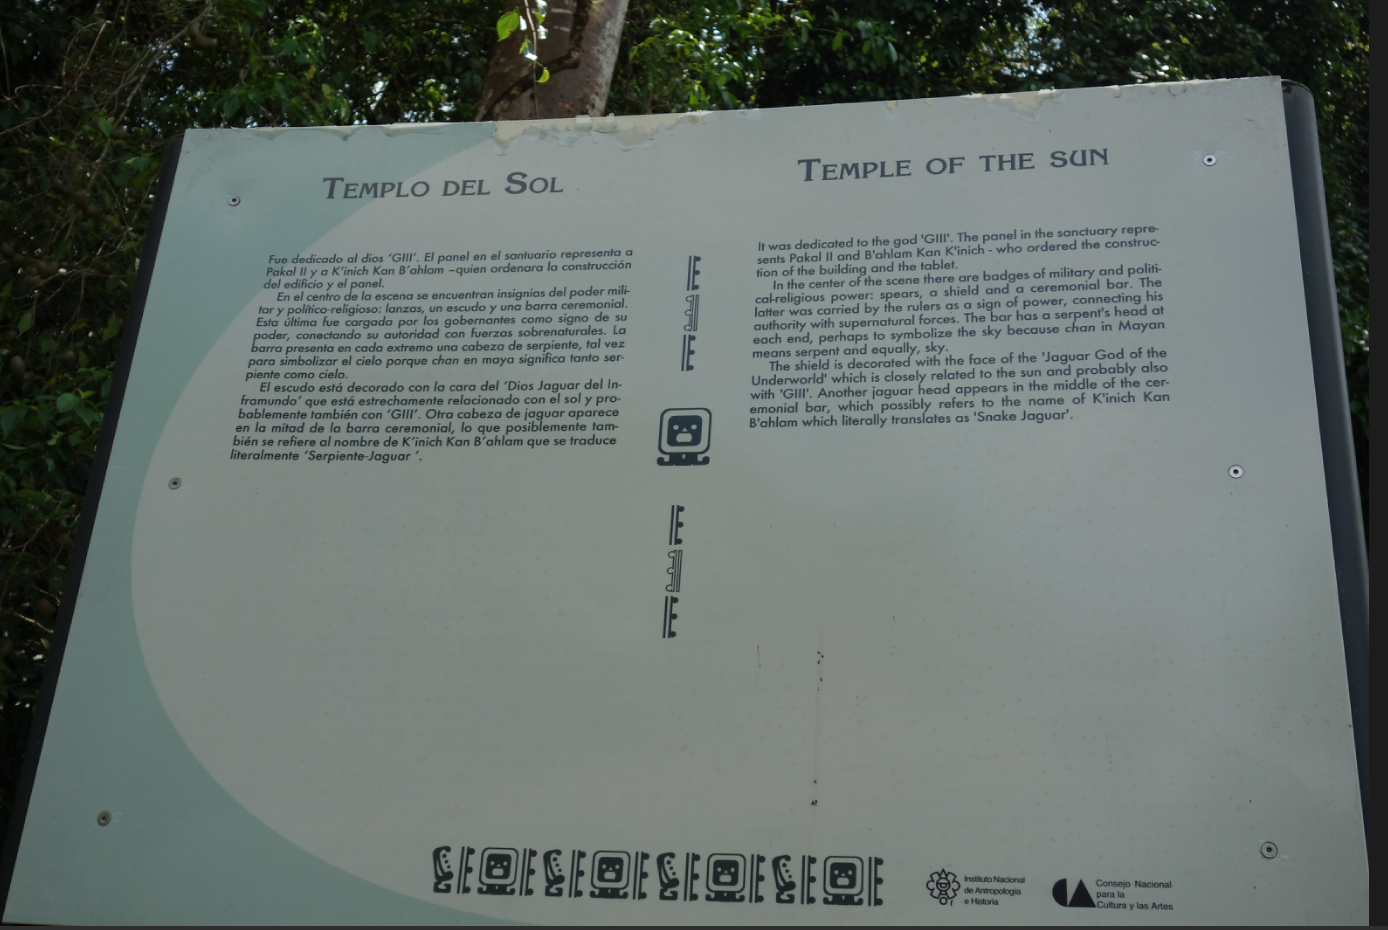 TEMPLO DEL SOL
Fue dedicado al dios ‘GIII’. El panel en el santuario representa a
Pakal II y a K’inich Kan B’ahlam –quien ordenara la construcción
del edificio y el panel.
En el centro de la escena se encuentran insignias del poder mili-
tar y político-religioso: lanzas, un escudo y una barra ceremonial.
Esta última fue cargada por los gobernantes como signo de su
poder, conectando su autoridad con fuerzas sobrenaturales. La
barra presenta en cada extremo una cabeza de serpiente, tal vez
para simbolizar el cielo porque chan en maya significa tanto ser-
piente como cielo.
El escudo está decorado con la cara del ‘Dios Jaguar del In-
framundo’ que está estrechamente relacionado con el sol y pro-
bablemente también con ‘GIII’. Otra cabeza de jaguar aparece
en la mitad de la barra ceremonial, lo que posiblemente tam-
bién se refiere al nombre de K’inich Kan B’ahlam que se traduce
literalmente ‘Serpiente-Jaguar ’.
TEMPLE OF THE SUN
It was dedicated to the god 'GIII'. The panel in the sanctuary repre-
sents Pakal II and B'ahlam Kan K'inich - who ordered the construc-
tion of the building and the tablet.
In the center of the scene there are badges of military and politi-
cal-religious power: spears, a shield and a ceremonial bar. The
latter was carried by the rulers as a sign of power, connecting his
authority with supernatural forces. The bar has a serpent's head at
each end, perhaps to symbolize the sky because chan in Mayan
means serpent and equally, sky.
The shield is decorated with the face of the 'Jaguar God of the
Underworld' which is closely related to the sun and probably also
with 'GIII'. Another jaguar head appears in the middle of the cer-
emonial bar, which possibly refers to the name of K'inich Kan
B'ahlam which literally translates as 'Snake Jaguar'.
Instituto Nacional
de Antropología
e Historia
Consejo Nacional
para la
Cultura y las Artes